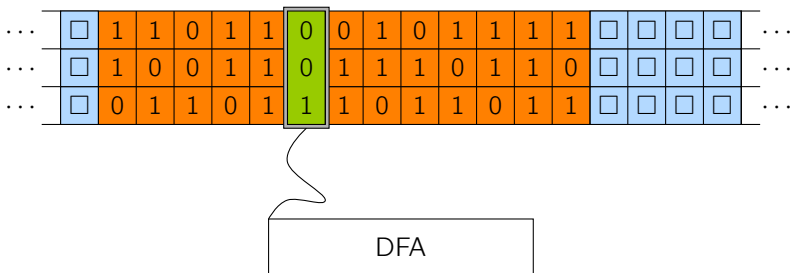 ··· □ 1 1 0 1 1 0 0 1 0 1 1 1 1 □ □ □ □ ···
··· □ 1 0 0 1 1 0 1 1 1 0 1 1 0 □ □ □ □ ···
··· □ 0 1 1 0 1 1 1 0 1 1 0 1 1 □ □ □ □ ···
DFA